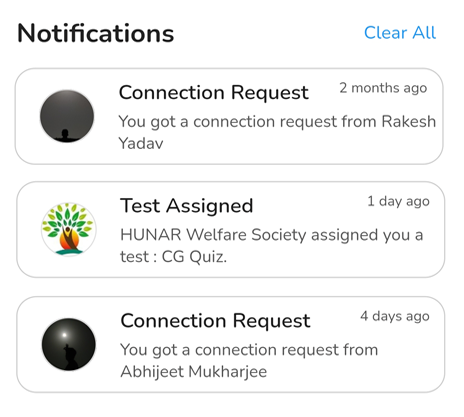 Notifications
Clear All
Connection Request
2 months ago
You got a connection request from Rakesh
Yadav
Test Assigned
1 day ago
HUNAR Welfare Society assigned you a
test : CG Quiz.
Connection Request
4 days ago
You got a connection request from
Abhijeet Mukharjee